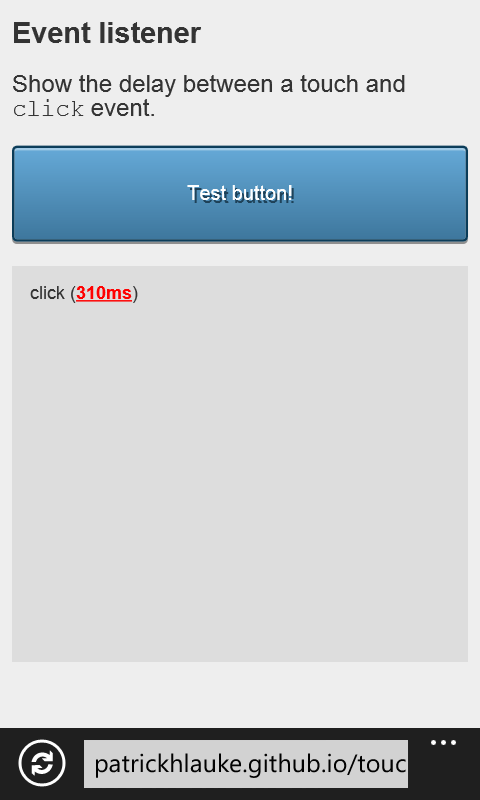 Event listener
Show the delay between a touch and
click event.
Test button!
click (310ms)
patrickhlauke.github.io/touc